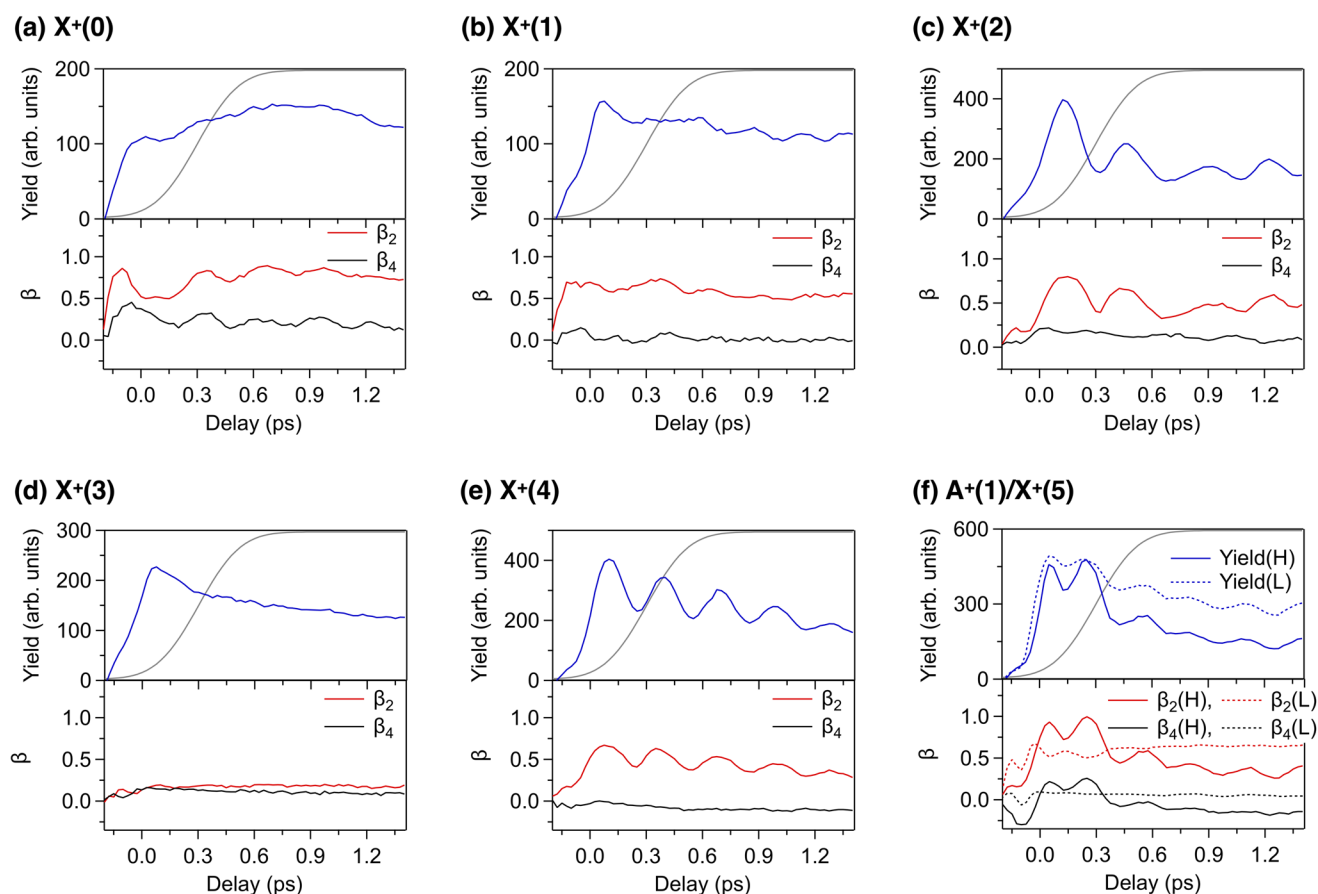 (a) X+(0)
Yield (arb. units)
200
100
0
β2
β4
1.0
0.5
0.0
β
0.0 0.3 0.6 0.9 1.2
Delay (ps)
(b) X+(1)
Yield (arb. units)
200
100
0
β2
β4
1.0
0.5
0.0
β
0.0 0.3 0.6 0.9 1.2
Delay (ps)
(c) X+(2)
Yield (arb. units)
400
200
0
β2
β4
1.0
0.5
0.0
β
0.0 0.3 0.6 0.9 1.2
Delay (ps)
(d) X+(3)
Yield (arb. units)
300
200
100
0
β2
β4
1.0
0.5
0.0
β
0.0 0.3 0.6 0.9 1.2
Delay (ps)
(e) X+(4)
Yield (arb. units)
400
200
0
β2
β4
1.0
0.5
0.0
β
0.0 0.3 0.6 0.9 1.2
Delay (ps)
(f) A+(1)/X+(5)
Yield (arb. units)
600
300
0
Yield(H)
Yield(L)
β2(H), β2(L)
β4(H), β4(L)
1.0
0.5
0.0
β
0.0 0.3 0.6 0.9 1.2
Delay (ps)